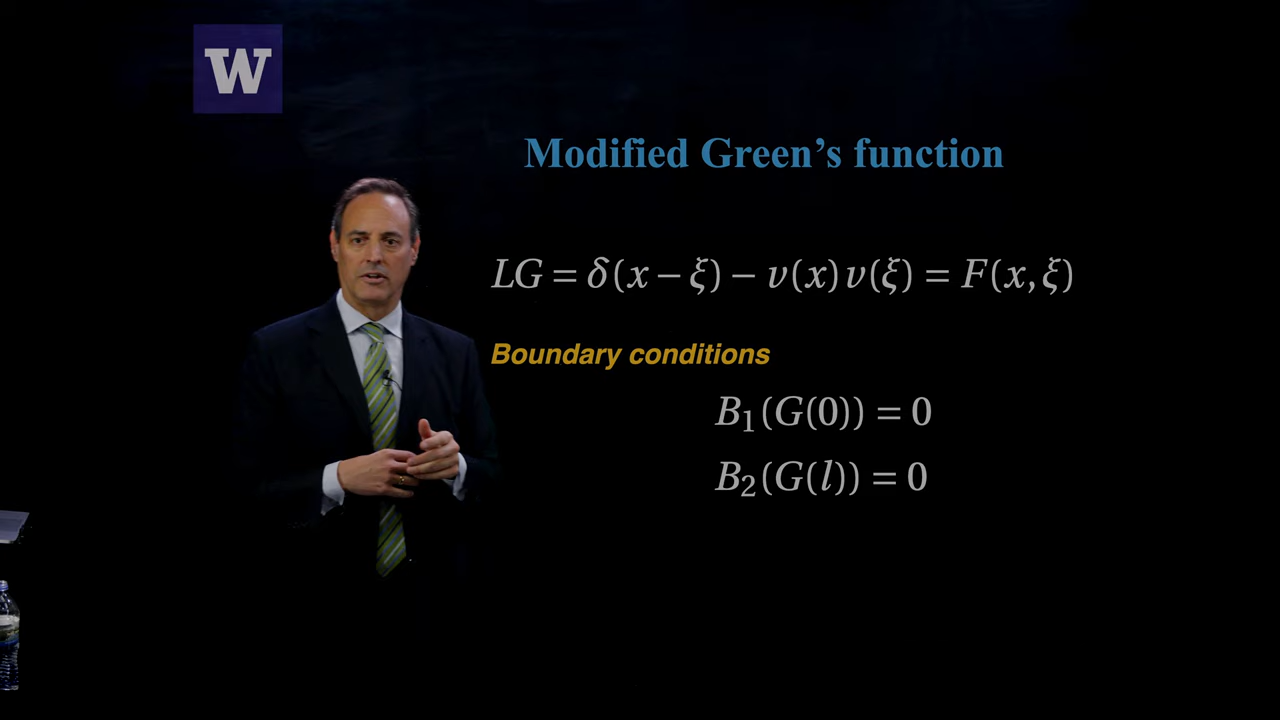 W
Modified Green's function
LG = δ(x − ξ) − v(x)v(ξ) = F(x, ξ)
Boundary conditions
B₁(G(0)) = 0
B₂(G(l)) = 0